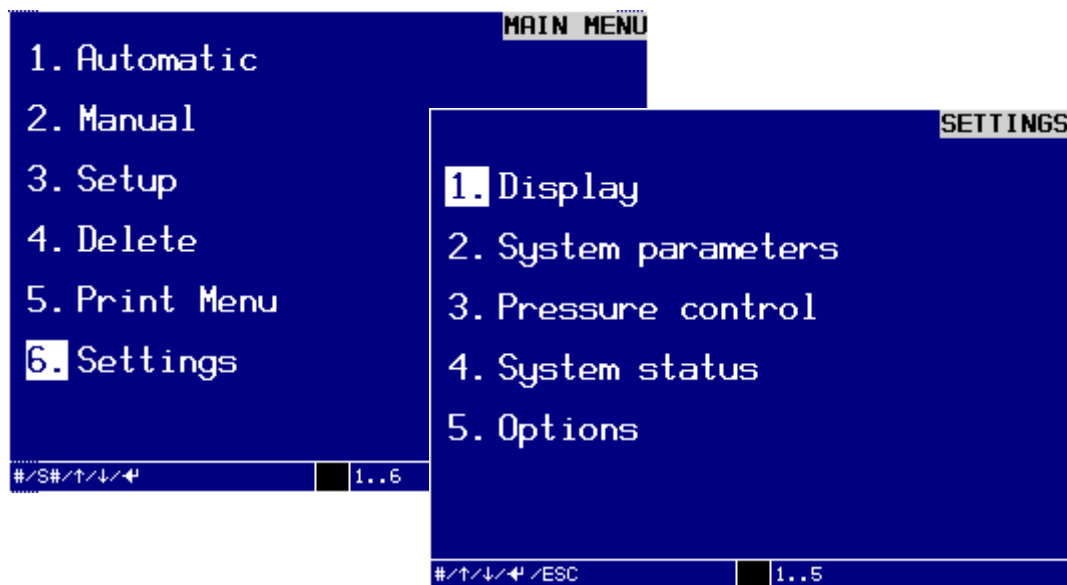 MAIN MENU
1. Automatic
2. Manual
3. Setup
4. Delete
5. Print Menu
6. Settings
#/S#/↑/↓/↵
1..6
SETTINGS
1. Display
2. System parameters
3. Pressure control
4. System status
5. Options
#/↑/↓/↵ /ESC
1..5